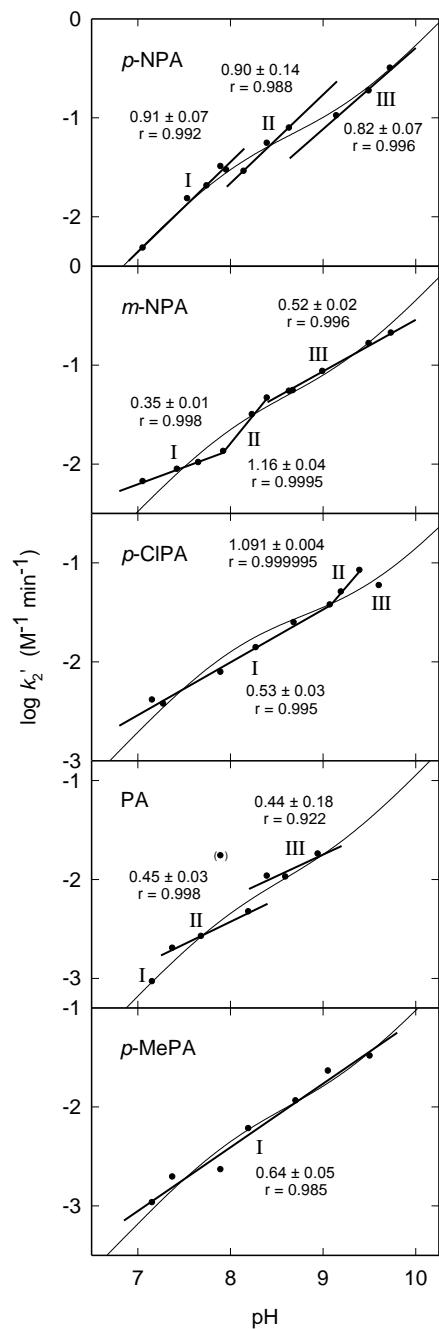 0
p-NPA
0.90 ± 0.14
r = 0.988
0.91 ± 0.07
r = 0.992
II
III
-1
0.82 ± 0.07
r = 0.996
I
-2
0
m-NPA
0.52 ± 0.02
r = 0.996
III
-1
0.35 ± 0.01
r = 0.998
I
II
1.16 ± 0.04
r = 0.9995
-2
p-ClPA
1.091 ± 0.004
r = 0.999995
II
III
-1
I
0.53 ± 0.03
r = 0.995
-2
-3
log k2' (M-1 min-1)
-1
PA
0.44 ± 0.18
r = 0.922
III
(•)
0.45 ± 0.03
r = 0.998
II
-2
I
-3
-1
p-MePA
-2
I
0.64 ± 0.05
r = 0.985
-3
7 8 9 10
pH